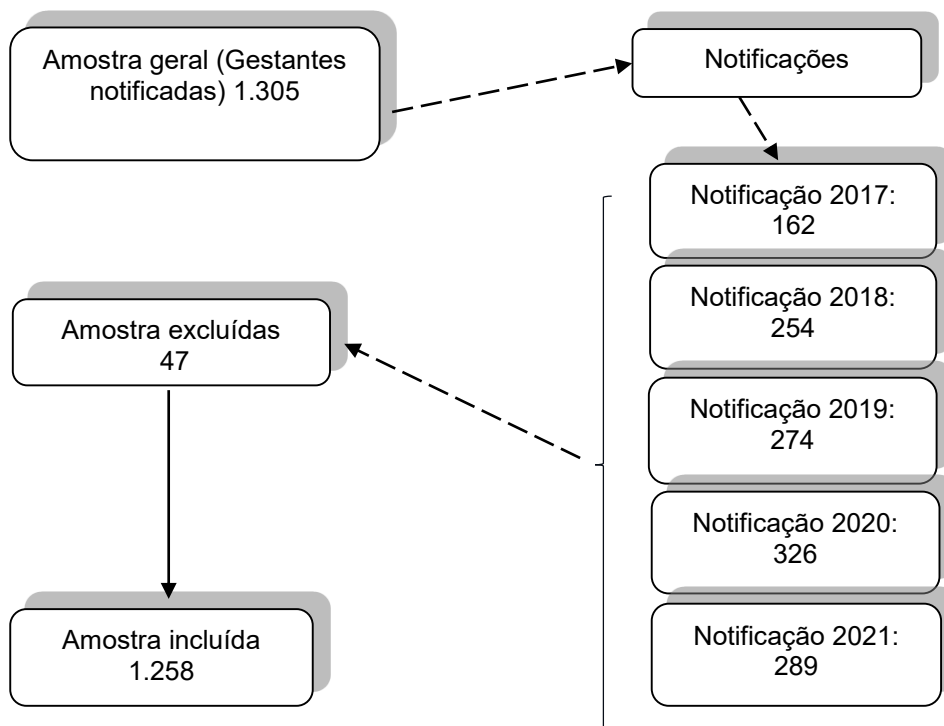 Amostra geral (Gestantes
notificadas) 1.305
Notificações
Notificação 2017:
162
Notificação 2018:
254
Notificação 2019:
274
Notificação 2020:
326
Notificação 2021:
289
Amostra excluídas
47
Amostra incluída
1.258